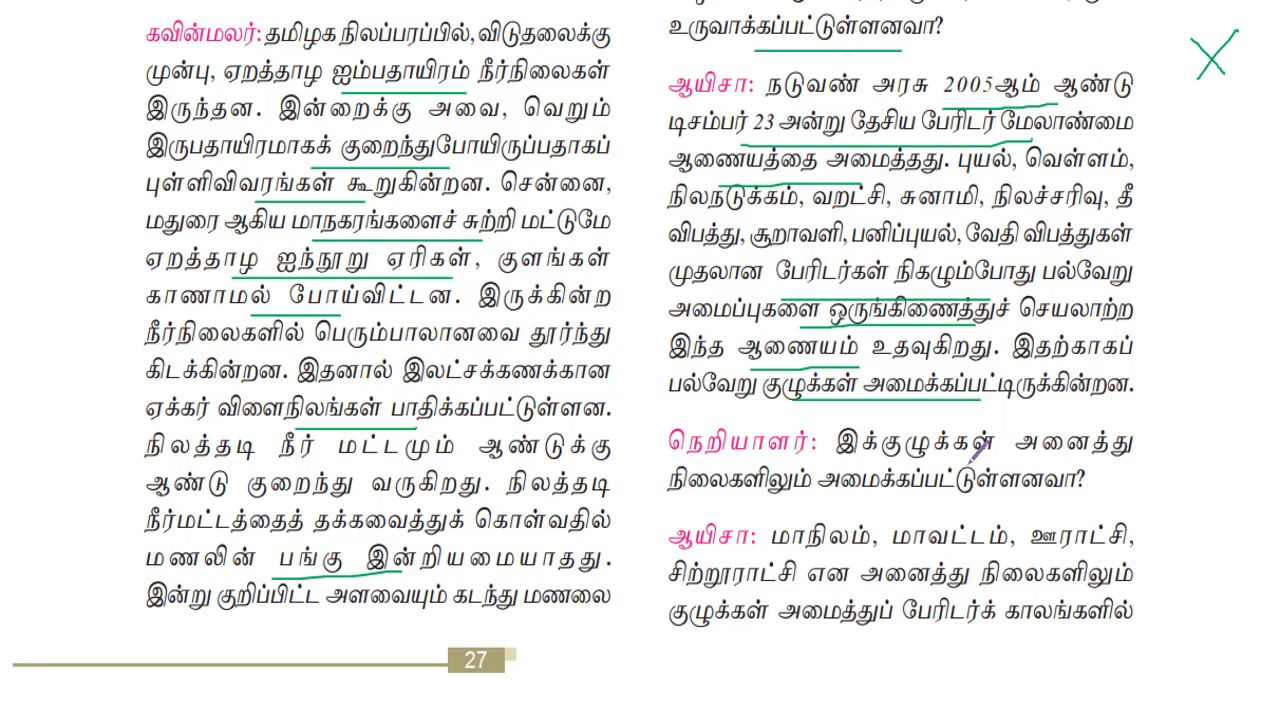 கவின்மலர்: தமிழக நிலப்பரப்பில், விடுதலைக்கு
முன்பு, ஏறத்தாழ ஐம்பதாயிரம் நீர்நிலைகள்
இருந்தன. இன்றைக்கு அவை, வெறும்
இருபதாயிரமாகக் குறைந்துபோயிருப்பதாகப்
புள்ளிவிவரங்கள் கூறுகின்றன. சென்னை,
மதுரை ஆகிய மாநகரங்களைச் சுற்றி மட்டுமே
ஏறத்தாழ ஐந்நூறு ஏரிகள், குளங்கள்
காணாமல் போய்விட்டன. இருக்கின்ற
நீர்நிலைகளில் பெரும்பாலானவை தூர்ந்து
கிடக்கின்றன. இதனால் இலட்சக்கணக்கான
ஏக்கர் விளைநிலங்கள் பாதிக்கப்பட்டுள்ளன.
நிலத்தடி நீர் மட்டமும் ஆண்டுக்கு
ஆண்டு குறைந்து வருகிறது. நிலத்தடி
நீர்மட்டத்தைத் தக்கவைத்துக் கொள்வதில்
மணலின் பங்கு இன்றியமையாதது.
இன்று குறிப்பிட்ட அளவையும் கடந்து மணலை
27
உருவாக்கப்பட்டுள்ளனவா?
ஆயிசா: நடுவண் அரசு 2005ஆம் ஆண்டு
டிசம்பர் 23 அன்று தேசிய பேரிடர் மேலாண்மை
ஆணையத்தை அமைத்தது. புயல், வெள்ளம்,
நிலநடுக்கம், வறட்சி, சுனாமி, நிலச்சரிவு, தீ
விபத்து, சூறாவளி, பனிப்புயல், வேதி விபத்துகள்
முதலான பேரிடர்கள் நிகழும்போது பல்வேறு
அமைப்புகளை ஒருங்கிணைத்துச் செயலாற்ற
இந்த ஆணையம் உதவுகிறது. இதற்காகப்
பல்வேறு குழுக்கள் அமைக்கப்பட்டிருக்கின்றன.
நெறியாளர்: இக்குழுக்கள் அனைத்து
நிலைகளிலும் அமைக்கப்பட்டுள்ளனவா?
ஆயிசா: மாநிலம், மாவட்டம், ஊராட்சி,
சிற்றூராட்சி என அனைத்து நிலைகளிலும்
குழுக்கள் அமைத்துப் பேரிடர்க் காலங்களில்